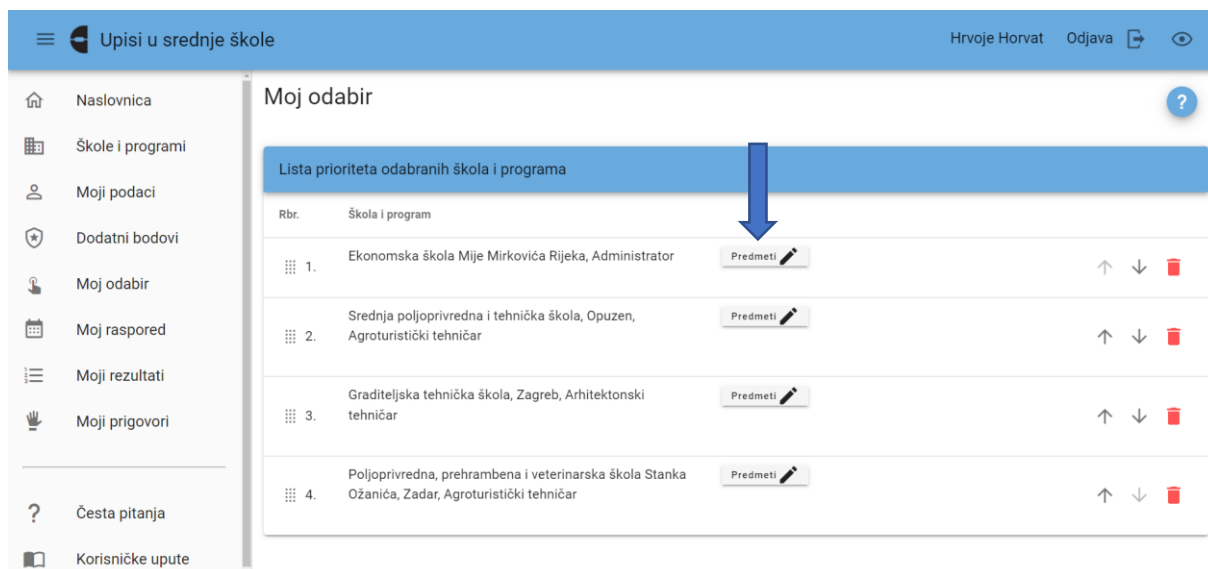 Upisi u srednje škole
Hrvoje Horvat
Odjava
Naslovnica
Škole i programi
Moji podaci
Dodatni bodovi
Moj odabir
Moj raspored
Moji rezultati
Moji prigovori
Česta pitanja
Korisničke upute
Moj odabir
?
Lista prioriteta odabranih škola i programa
Rbr. Škola i program
1. Ekonomska škola Mije Mirkovića Rijeka, Administrator Predmeti
Srednja poljoprivredna i tehnička škola, Opuzen, Predmeti
2. Agroturistički tehničar
Graditeljska tehnička škola, Zagreb, Arhitektonski Predmeti
3. tehničar
Poljoprivredna, prehrambena i veterinarska škola Stanka Predmeti
4. Ožanića, Zadar, Agroturistički tehničar